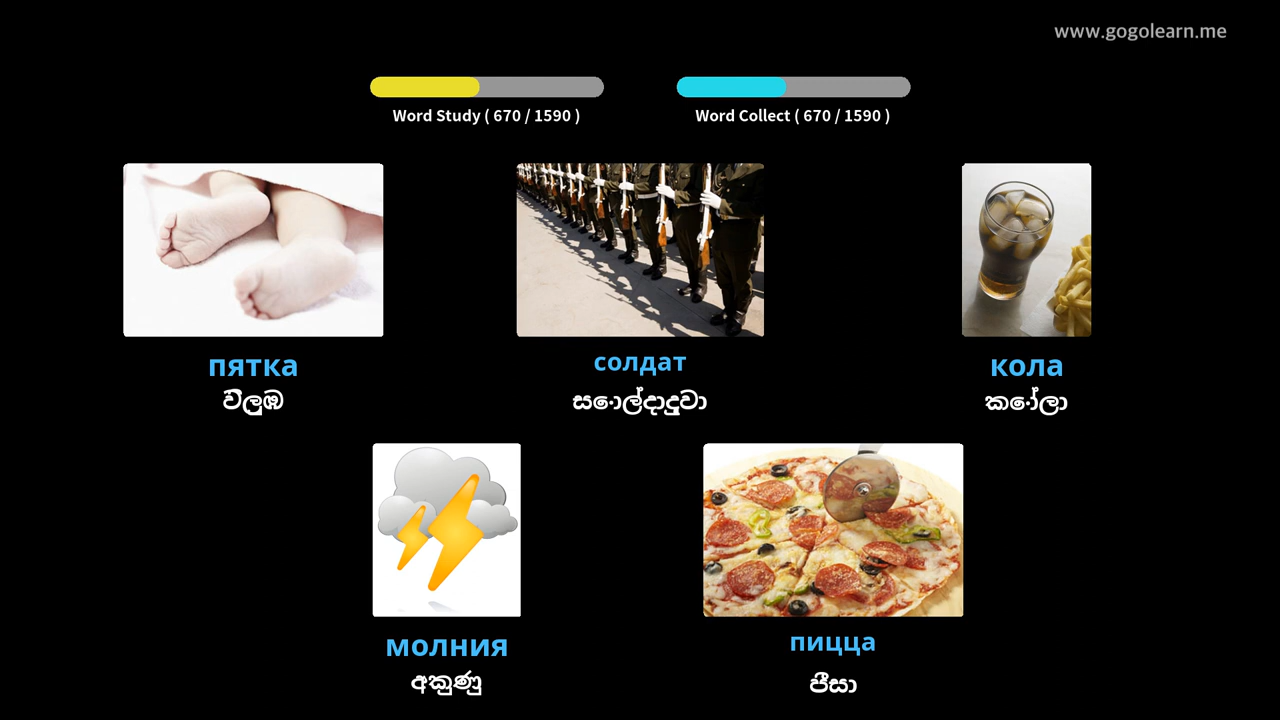 www.gogolearn.me
Word Study ( 670 / 1590 )
Word Collect ( 670 / 1590 )
пятка
විලුඹ
солдат
සොල්දාදුවා
кола
කෝලා
молния
අකුණු
пицца
පීසා